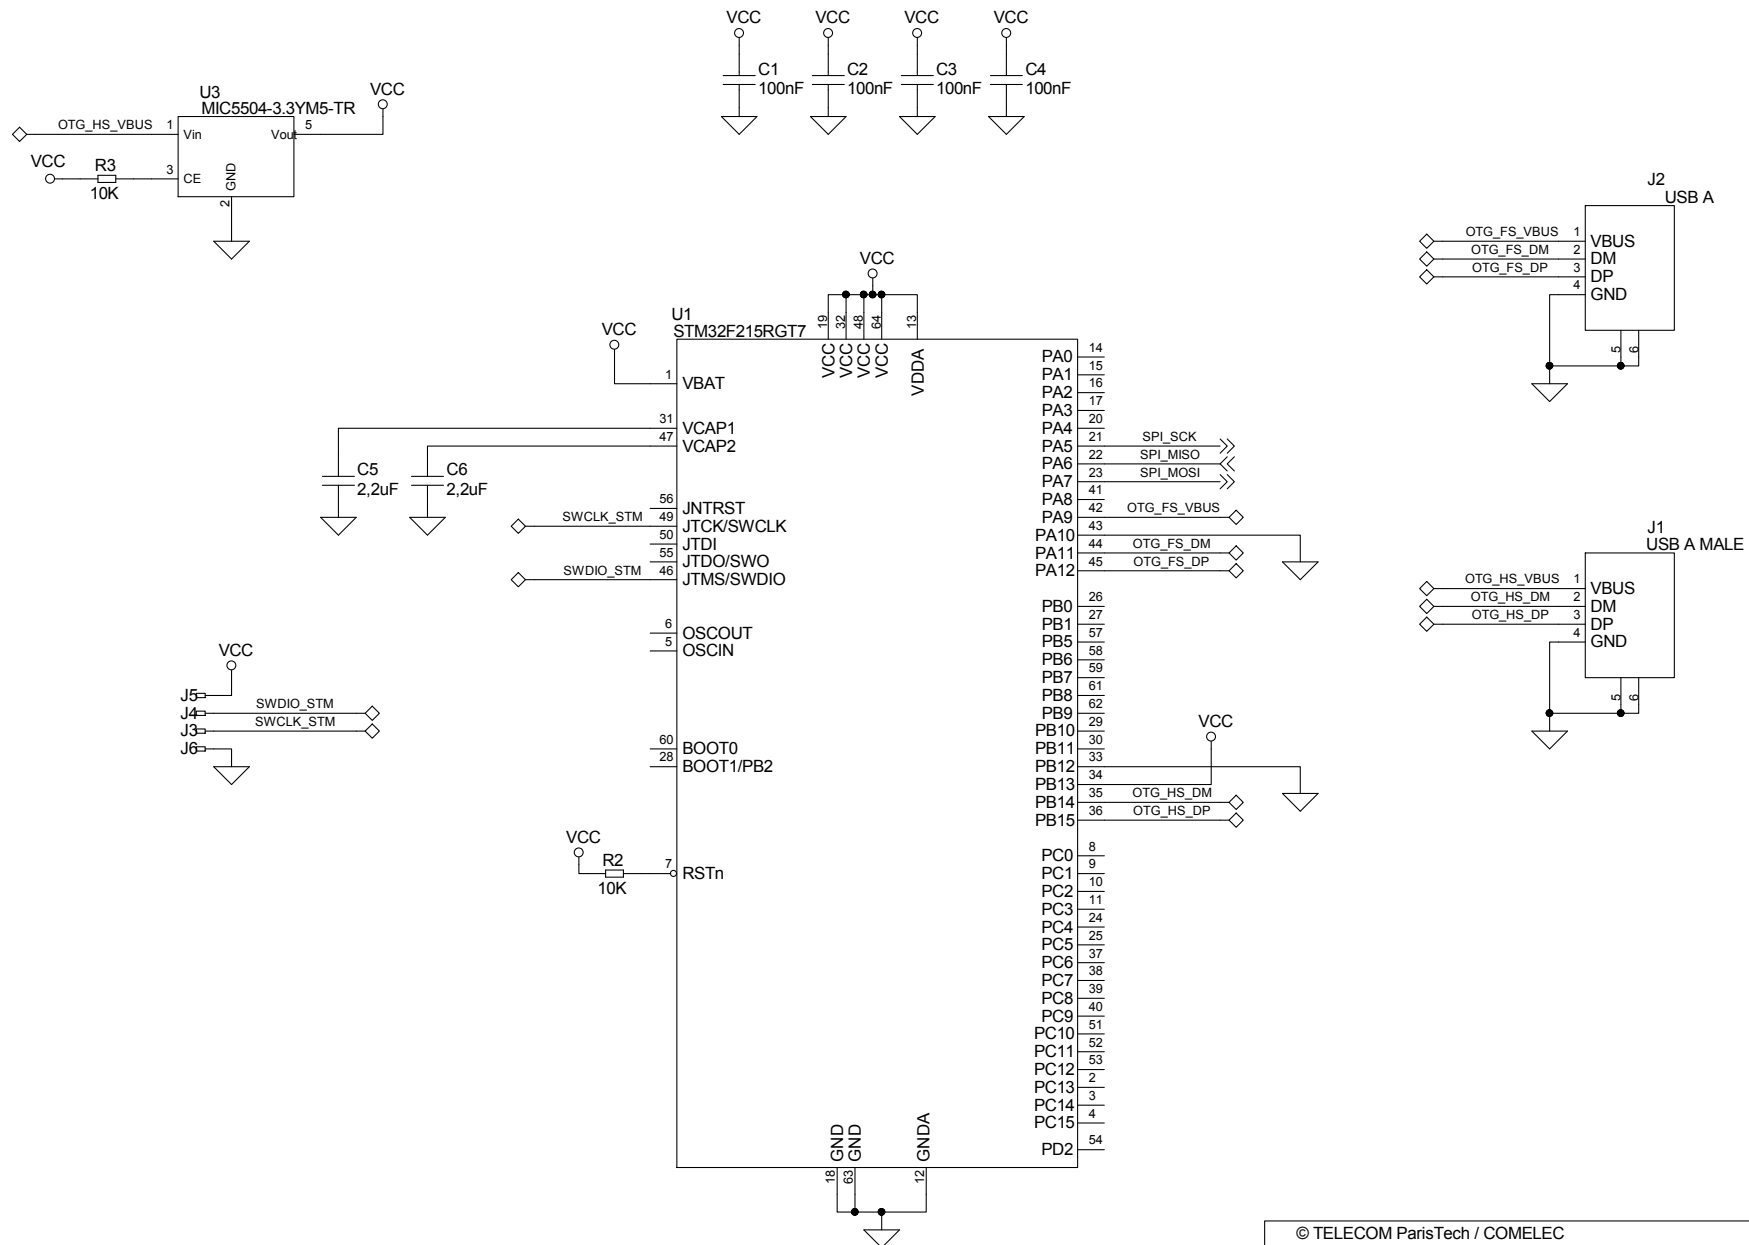 VCC
C1
100nF
VCC
C2
100nF
VCC
C3
100nF
VCC
C4
100nF
U3
MIC5504-3.3YM5-TR
VCC
OTG_HS_VBUS 1 Vin
Vout 5
VCC
R3
10K
3 CE
GND
2
J2
USB A
OTG_FS_VBUS 1 VBUS
OTG_FS_DM 2 DM
OTG_FS_DP 3 DP
4 GND
5
6
J1
USB A MALE
OTG_HS_VBUS 1 VBUS
OTG_HS_DM 2 DM
OTG_HS_DP 3 DP
4 GND
5
6
VCC
U1
STM32F215RGT7
19 VCC
32 VCC
48 VCC
64 VCC
13 VDDA
VCC
1 VBAT
31 VCAP1
47 VCAP2
C5
2,2uF
C6
2,2uF
56 JNTRST
SWCLK_STM 49 JTCK/SWCLK
50 JTDI
55 JTDO/SWO
SWDIO_STM 46 JTMS/SWDIO
6 OSCOUT
5 OSCIN
VCC
J5
J4 SWDIO_STM
J3 SWCLK_STM
J6
60 BOOT0
28 BOOT1/PB2
VCC
R2
10K
7 RSTn
PA0 14
PA1 15
PA2 16
PA3 17
PA4 20
PA5 21 SPI_SCK
PA6 22 SPI_MISO
PA7 23 SPI_MOSI
PA8 41
PA9 42 OTG_FS_VBUS
PA10 43
PA11 44 OTG_FS_DM
PA12 45 OTG_FS_DP
PB0 26
PB1 27
PB5 57
PB6 58
PB7 59
PB8 61
PB9 62
PB10 29
PB11 30
PB12 33
VCC
PB13 34
PB14 35 OTG_HS_DM
PB15 36 OTG_HS_DP
PC0 8
PC1 9
PC2 10
PC3 11
PC4 24
PC5 25
PC6 37
PC7 38
PC8 39
PC9 40
PC10 51
PC11 52
PC12 53
PC13 2
PC14 3
PC15 4
PD2 54
GND 18
GND 63
GNDA 12
© TELECOM ParisTech / COMELEC